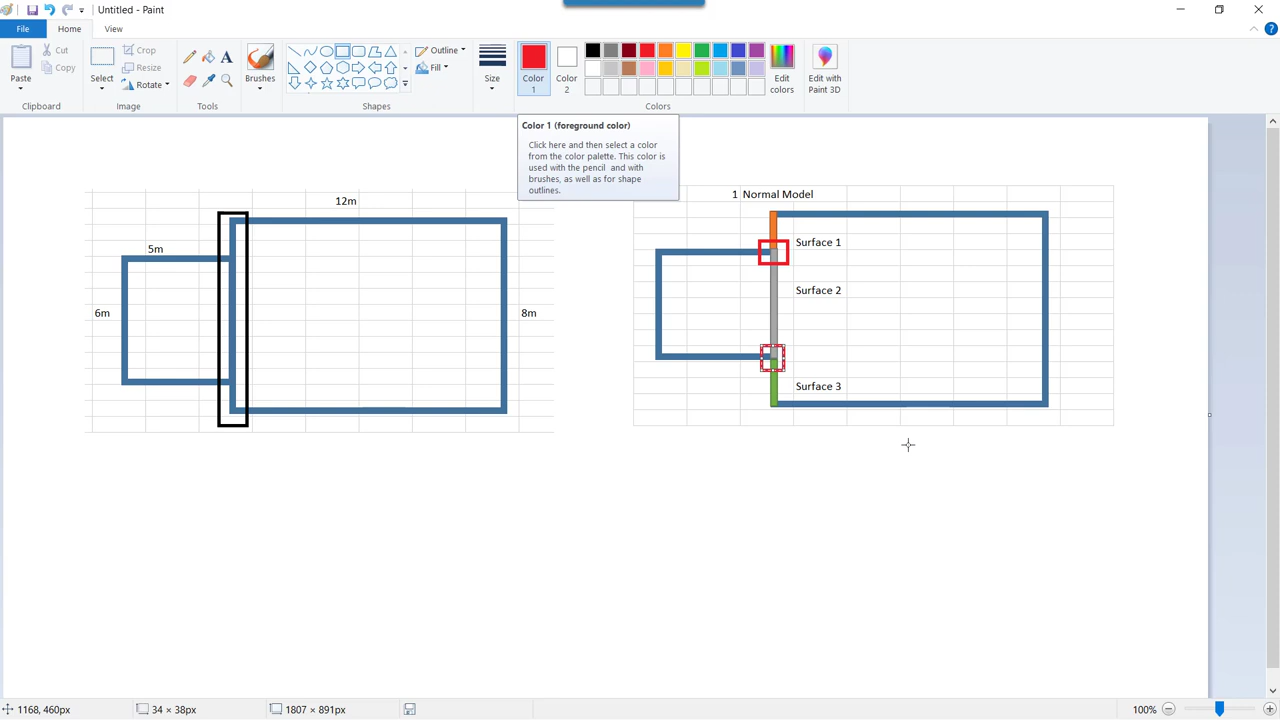 Untitled - Paint
File
Home
View
Paste
Cut
Copy
Clipboard
Select
Crop
Resize
Rotate
Image
Tools
Brushes
Shapes
Outline
Fill
Size
Color
1
Color
2
Colors
Edit
colors
Edit with
Paint 3D
Color 1 (foreground color)
Click here and then select a color
from the color palette. This color is
used with the pencil and with
brushes, as well as for shape
outlines.
12m
5m
6m
8m
1 Normal Model
Surface 1
Surface 2
Surface 3
1168, 460px
34 × 38px
1807 × 891px
100%